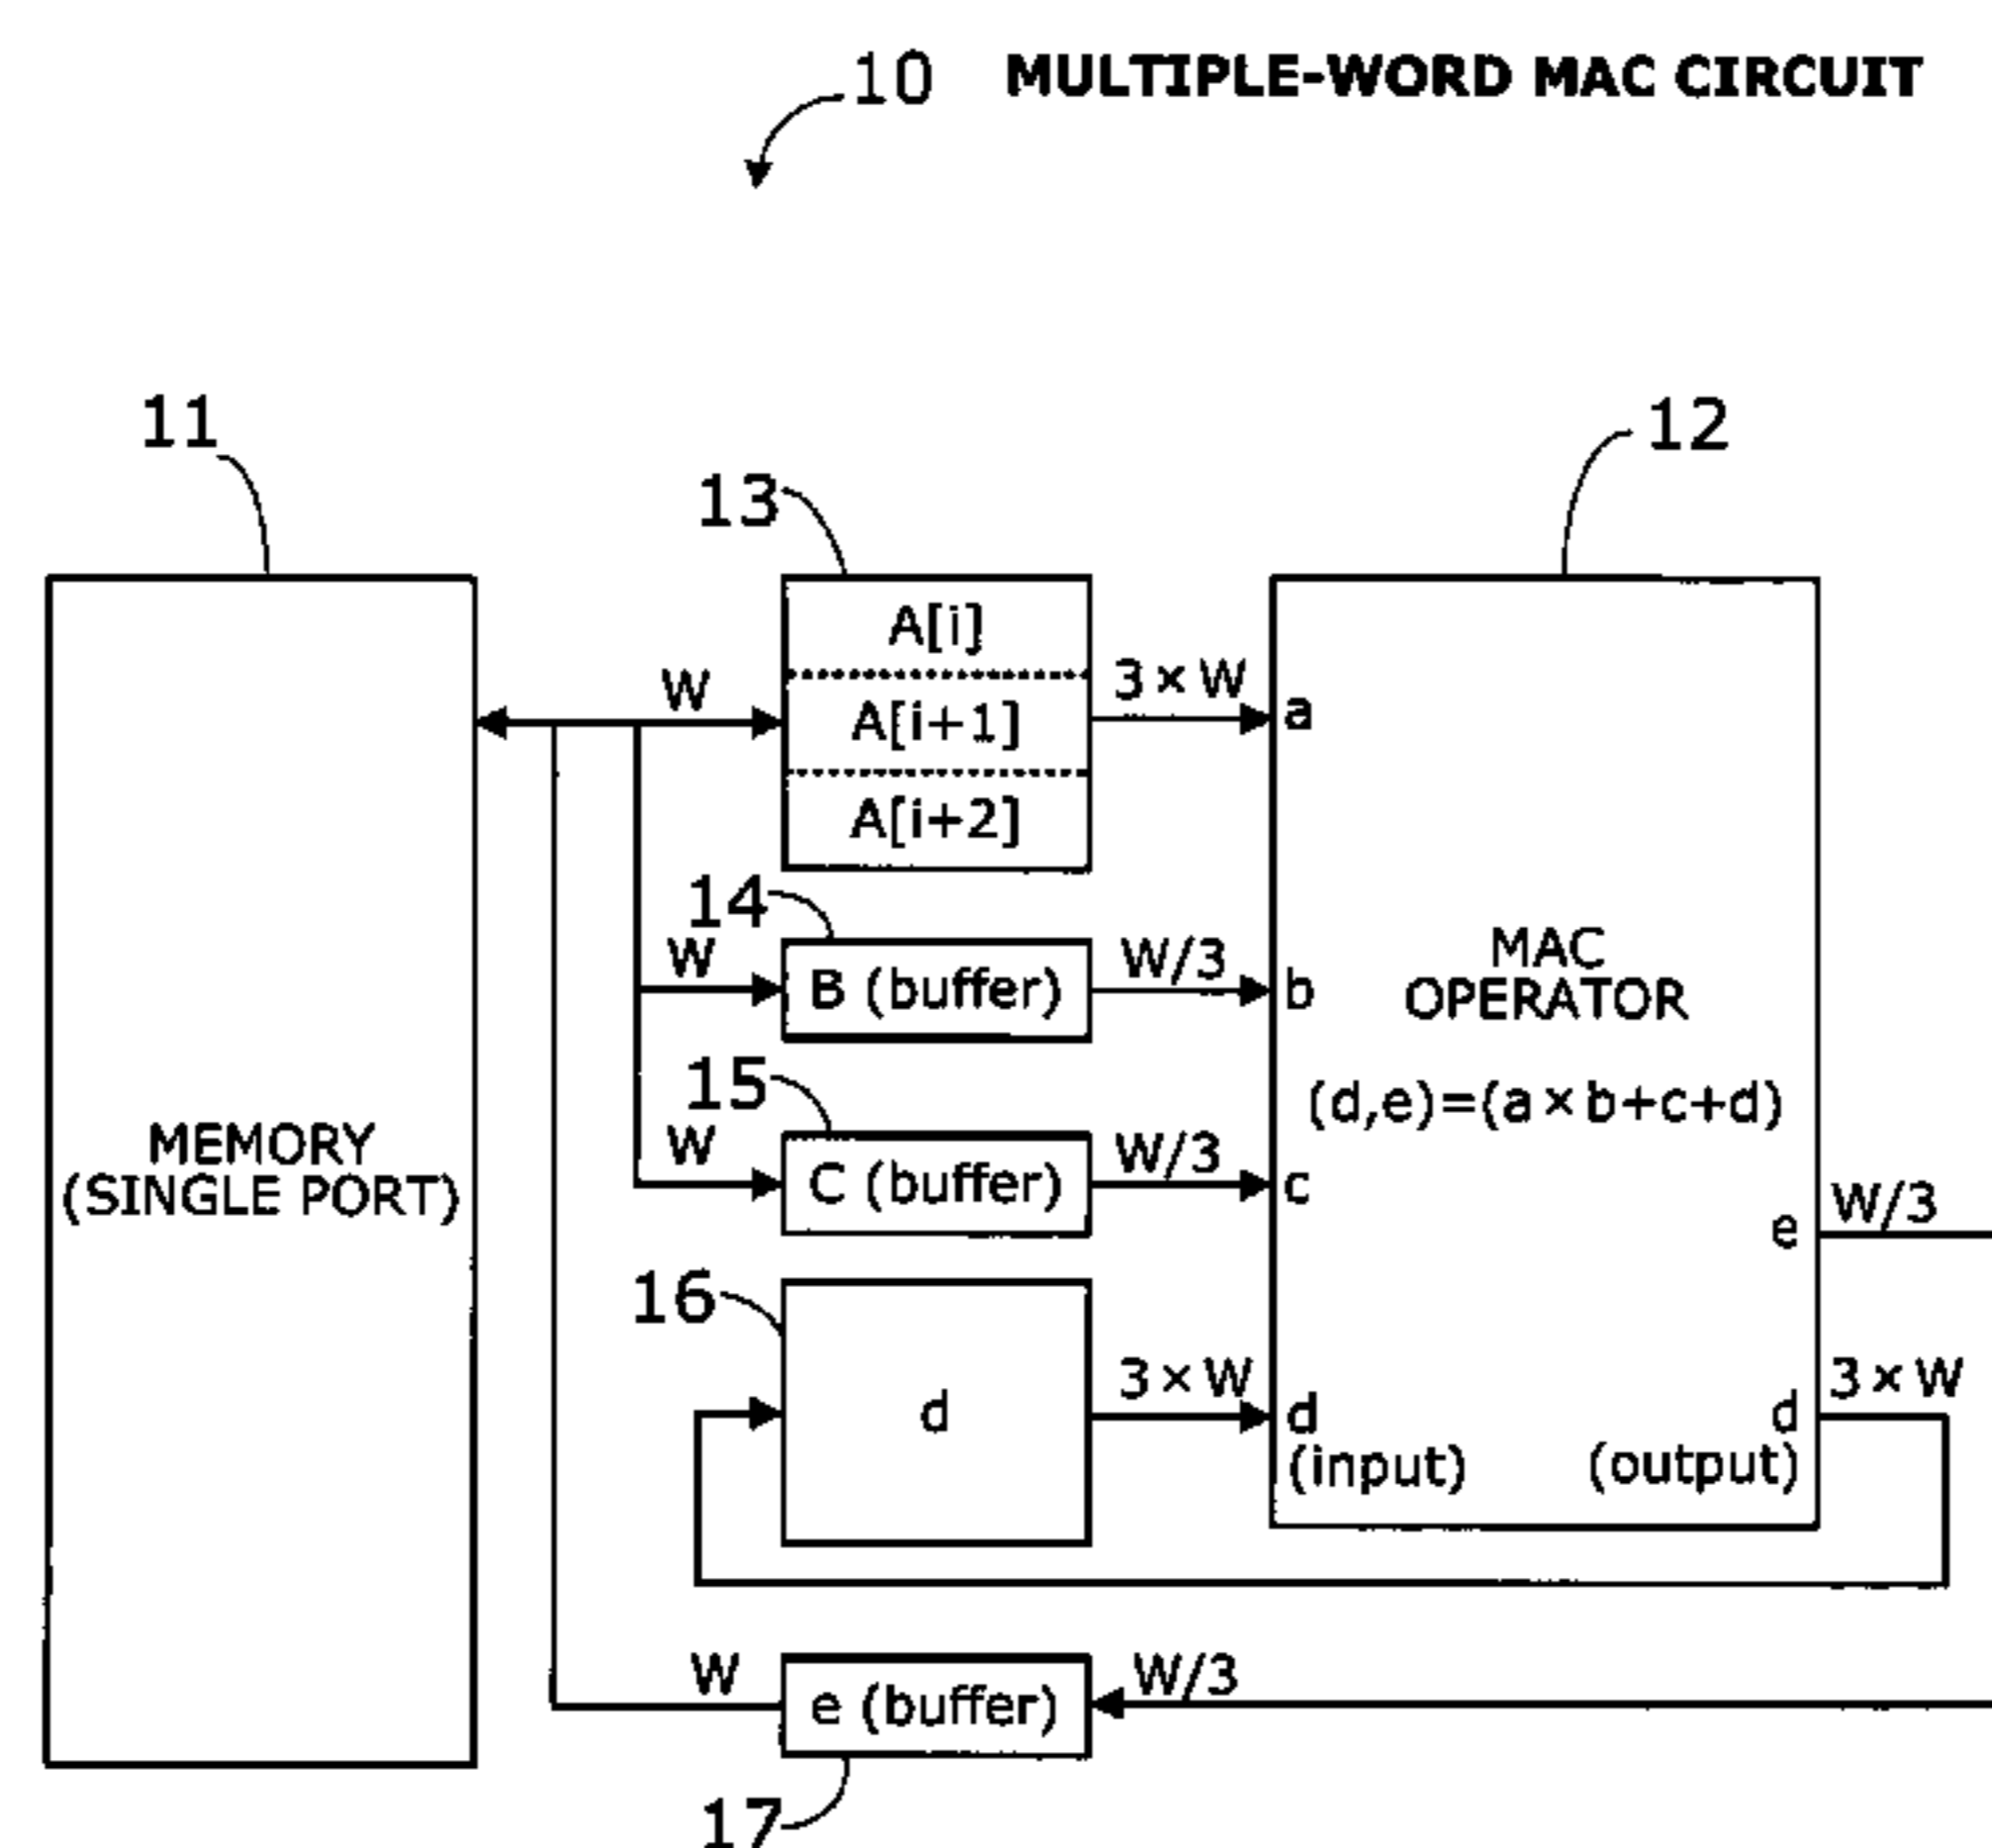 10 MULTIPLE-WORD MAC CIRCUIT
11
12
13
A[i]
A[i+1]
A[i+2]
W
3×W
a
14
W
B (buffer)
W/3
b
MAC
OPERATOR
(d,e)=(a×b+c+d)
15
W
C (buffer)
W/3
c
MEMORY
(SINGLE PORT)
e
W/3
16
d
3×W
d
(input)
d
(output)
3×W
W
e (buffer)
W/3
17